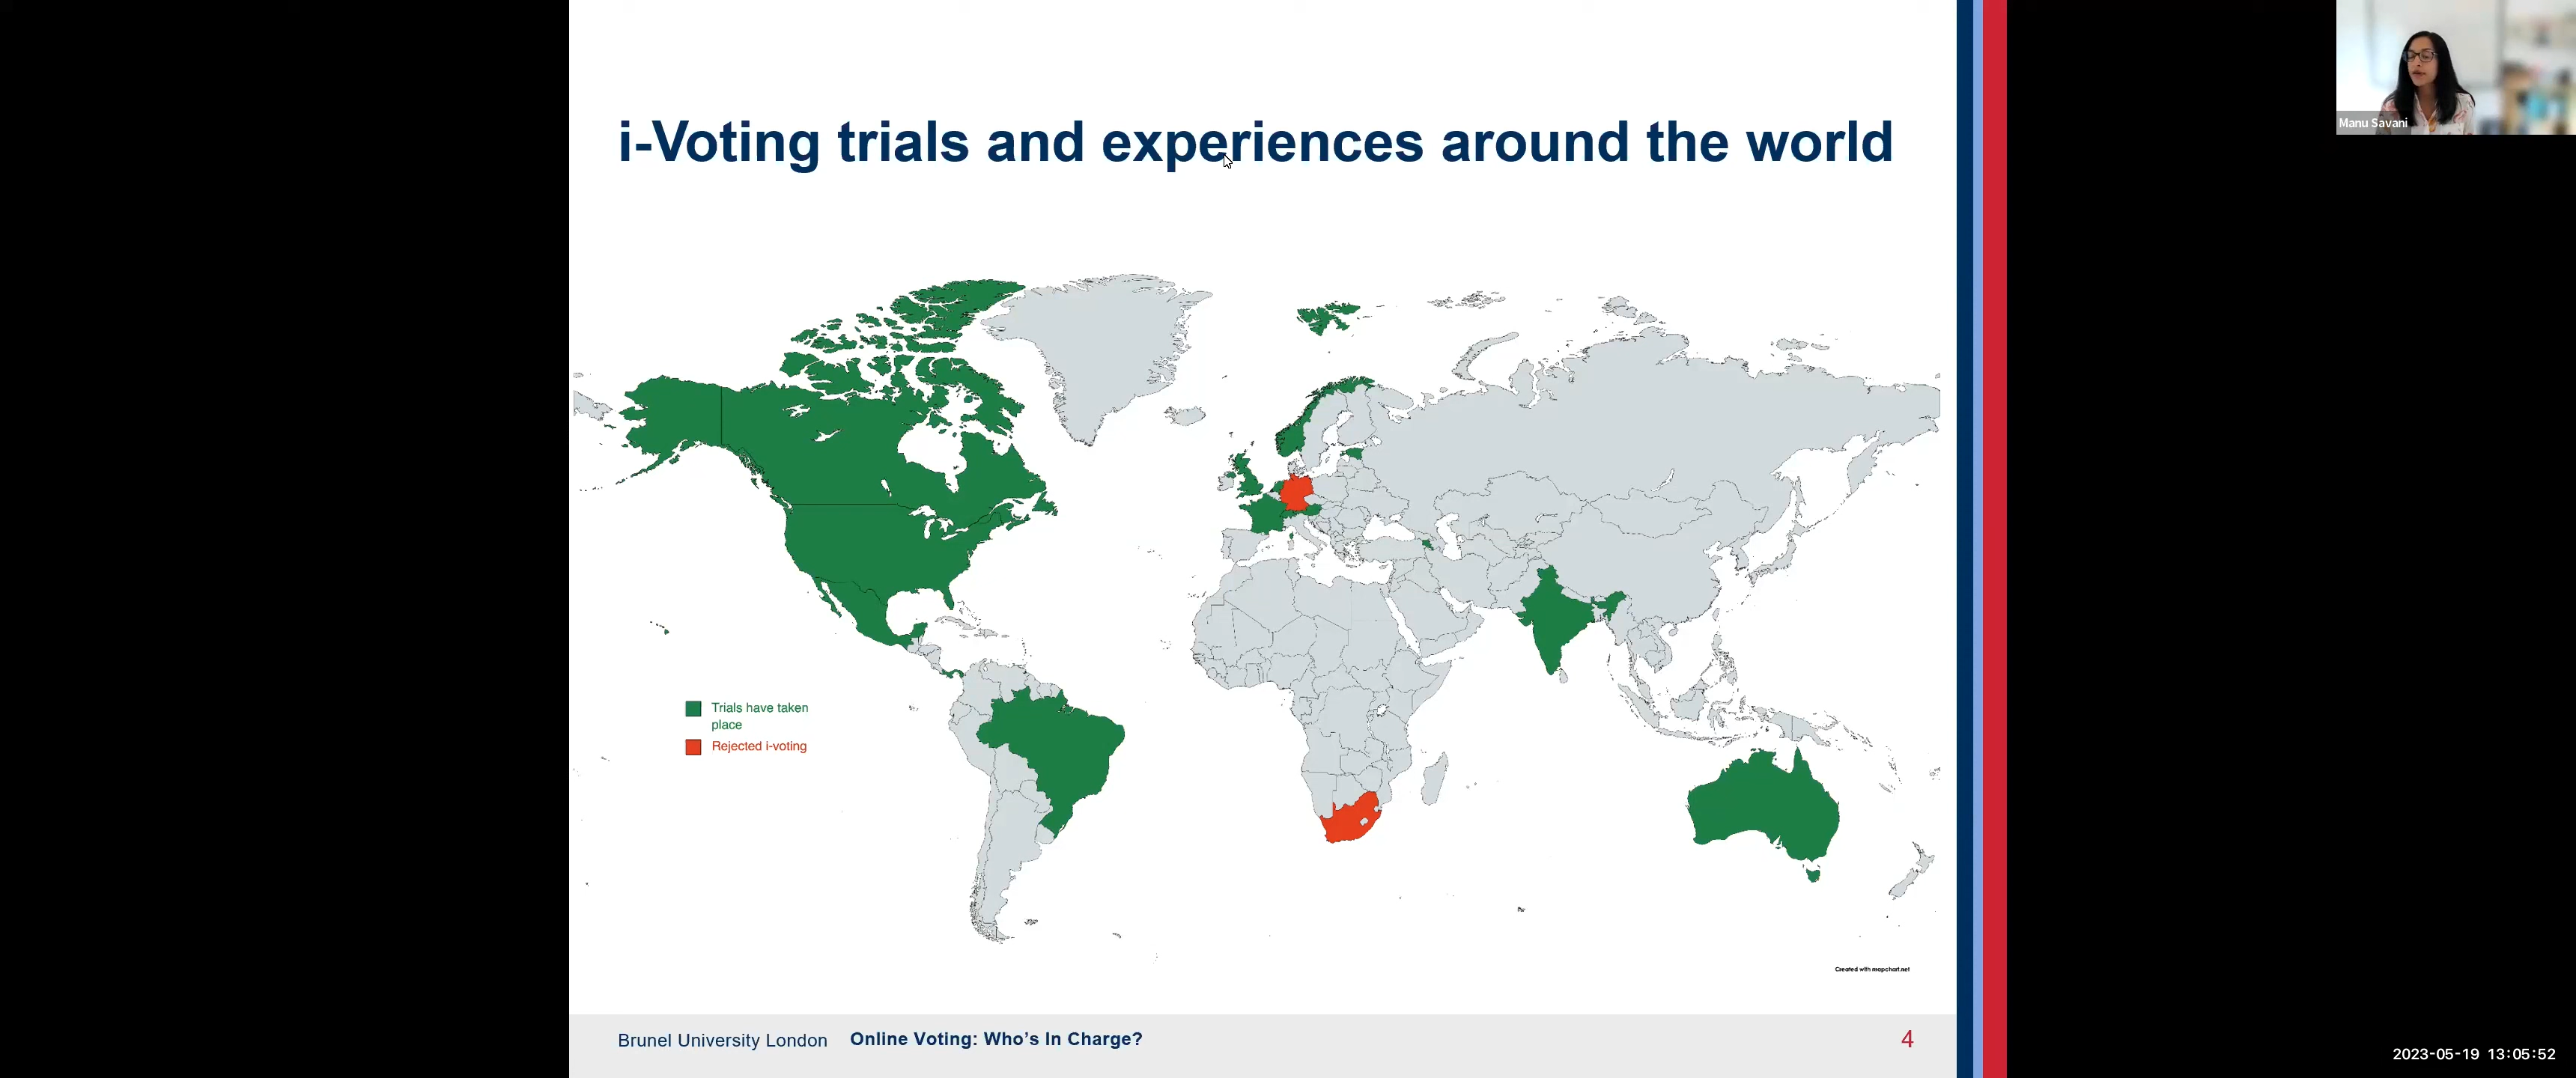 i-Voting trials and experiences around the world
Manu Savani
Trials have taken
place
Rejected i-voting
Created with mapchart.net
Brunel University London Online Voting: Who's In Charge? 4
2023-05-19 13:05:52